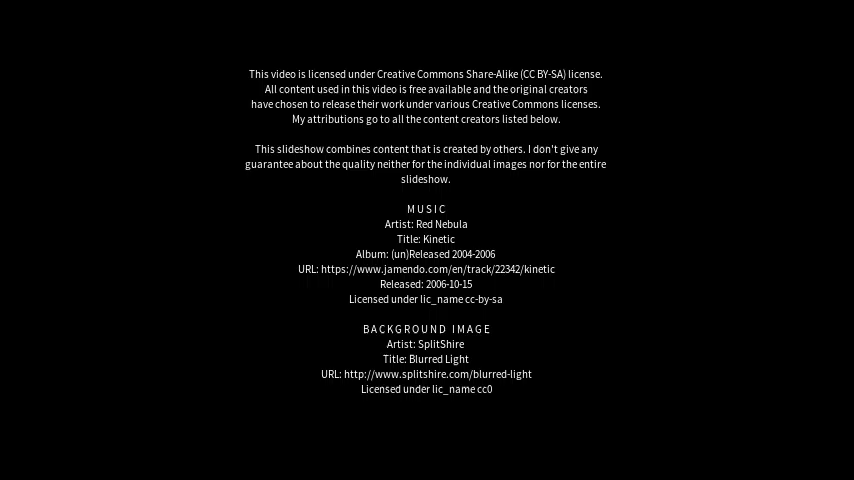 This video is licensed under Creative Commons Share-Alike (CC BY-SA) license.
All content used in this video is free available and the original creators
have chosen to release their work under various Creative Commons licenses.
My attributions go to all the content creators listed below.
This slideshow combines content that is created by others. I don't give any
guarantee about the quality neither for the individual images nor for the entire
slideshow.
MUSIC
Artist: Red Nebula
Title: Kinetic
Album: (un)Released 2004-2006
URL: https://www.jamendo.com/en/track/22342/kinetic
Released: 2006-10-15
Licensed under lic_name cc-by-sa
BACKGROUND IMAGE
Artist: SplitShire
Title: Blurred Light
URL: http://www.splitshire.com/blurred-light
Licensed under lic_name cc0